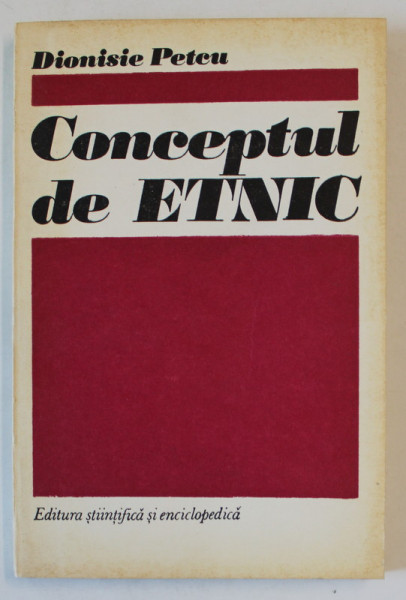 Dionisie Petcu
Conceptul
de ETNIC
Editura științifică și enciclopedică